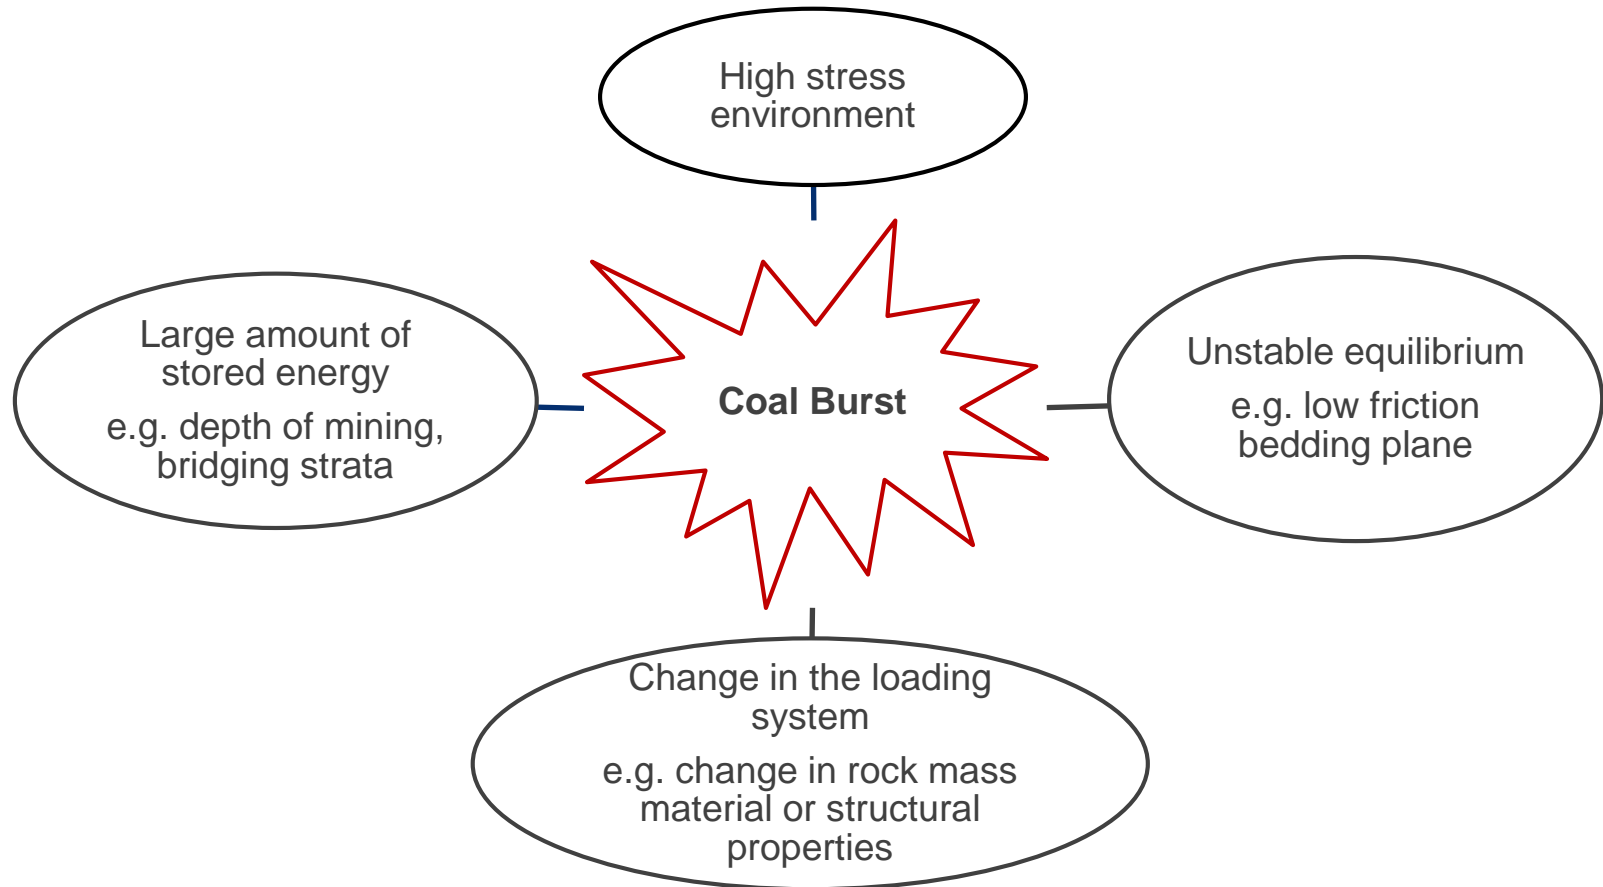 High stress
environment
Large amount of
stored energy
e.g. depth of mining,
bridging strata
Coal Burst
Unstable equilibrium
e.g. low friction
bedding plane
Change in the loading
system
e.g. change in rock mass
material or structural
properties